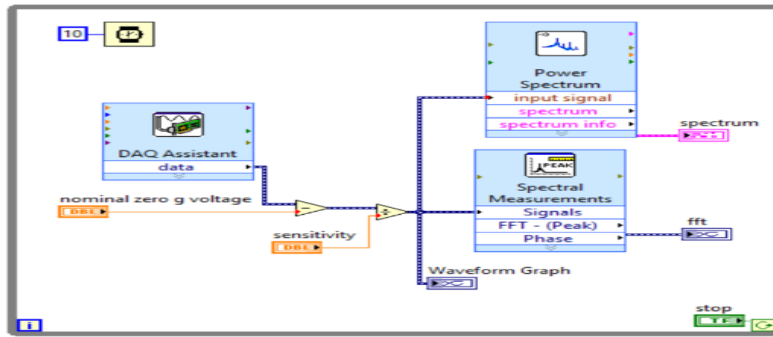 10
Power
Spectrum
input signal
spectrum
spectrum info
spectrum
DAQ Assistant
data
PEAK
Spectral
Measurements
Signals
FFT - (Peak)
Phase
nominal zero g voltage
DBL
sensitivity
DBL
fft
Waveform Graph
stop
TF
i